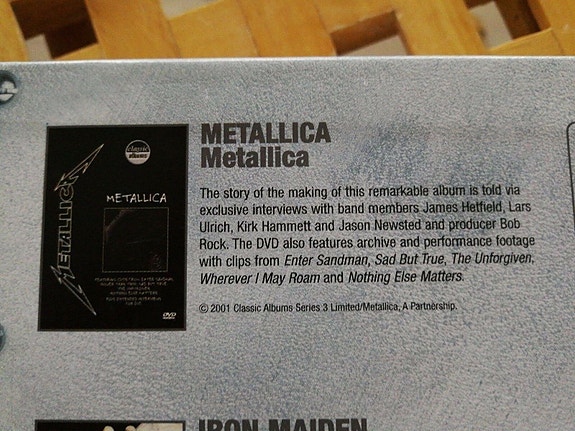 METALLICA
Metallica
The story of the making of this remarkable album is told via
exclusive interviews with band members James Hetfield, Lars
Ulrich, Kirk Hammett and Jason Newsted and producer Bob
Rock. The DVD also features archive and performance footage
with clips from Enter Sandman, Sad But True, The Unforgiven,
Wherever I May Roam and Nothing Else Matters.
© 2001 Classic Albums Series 3 Limited/Metallica, A Partnership.
METALLICA
classic
albums
METALLICA
DVD
IRON MAIDEN